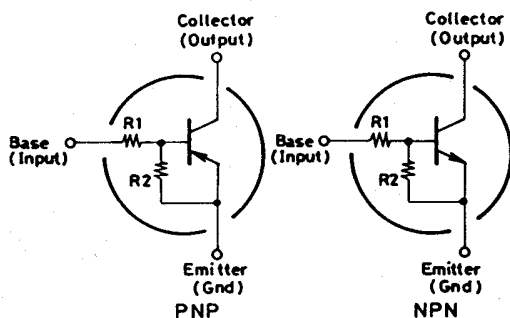 Collector
(Output)
R1
Base
(Input)
R2
Emitter
(Gnd)
PNP
Collector
(Output)
R1
Base
(Input)
R2
Emitter
(Gnd)
NPN